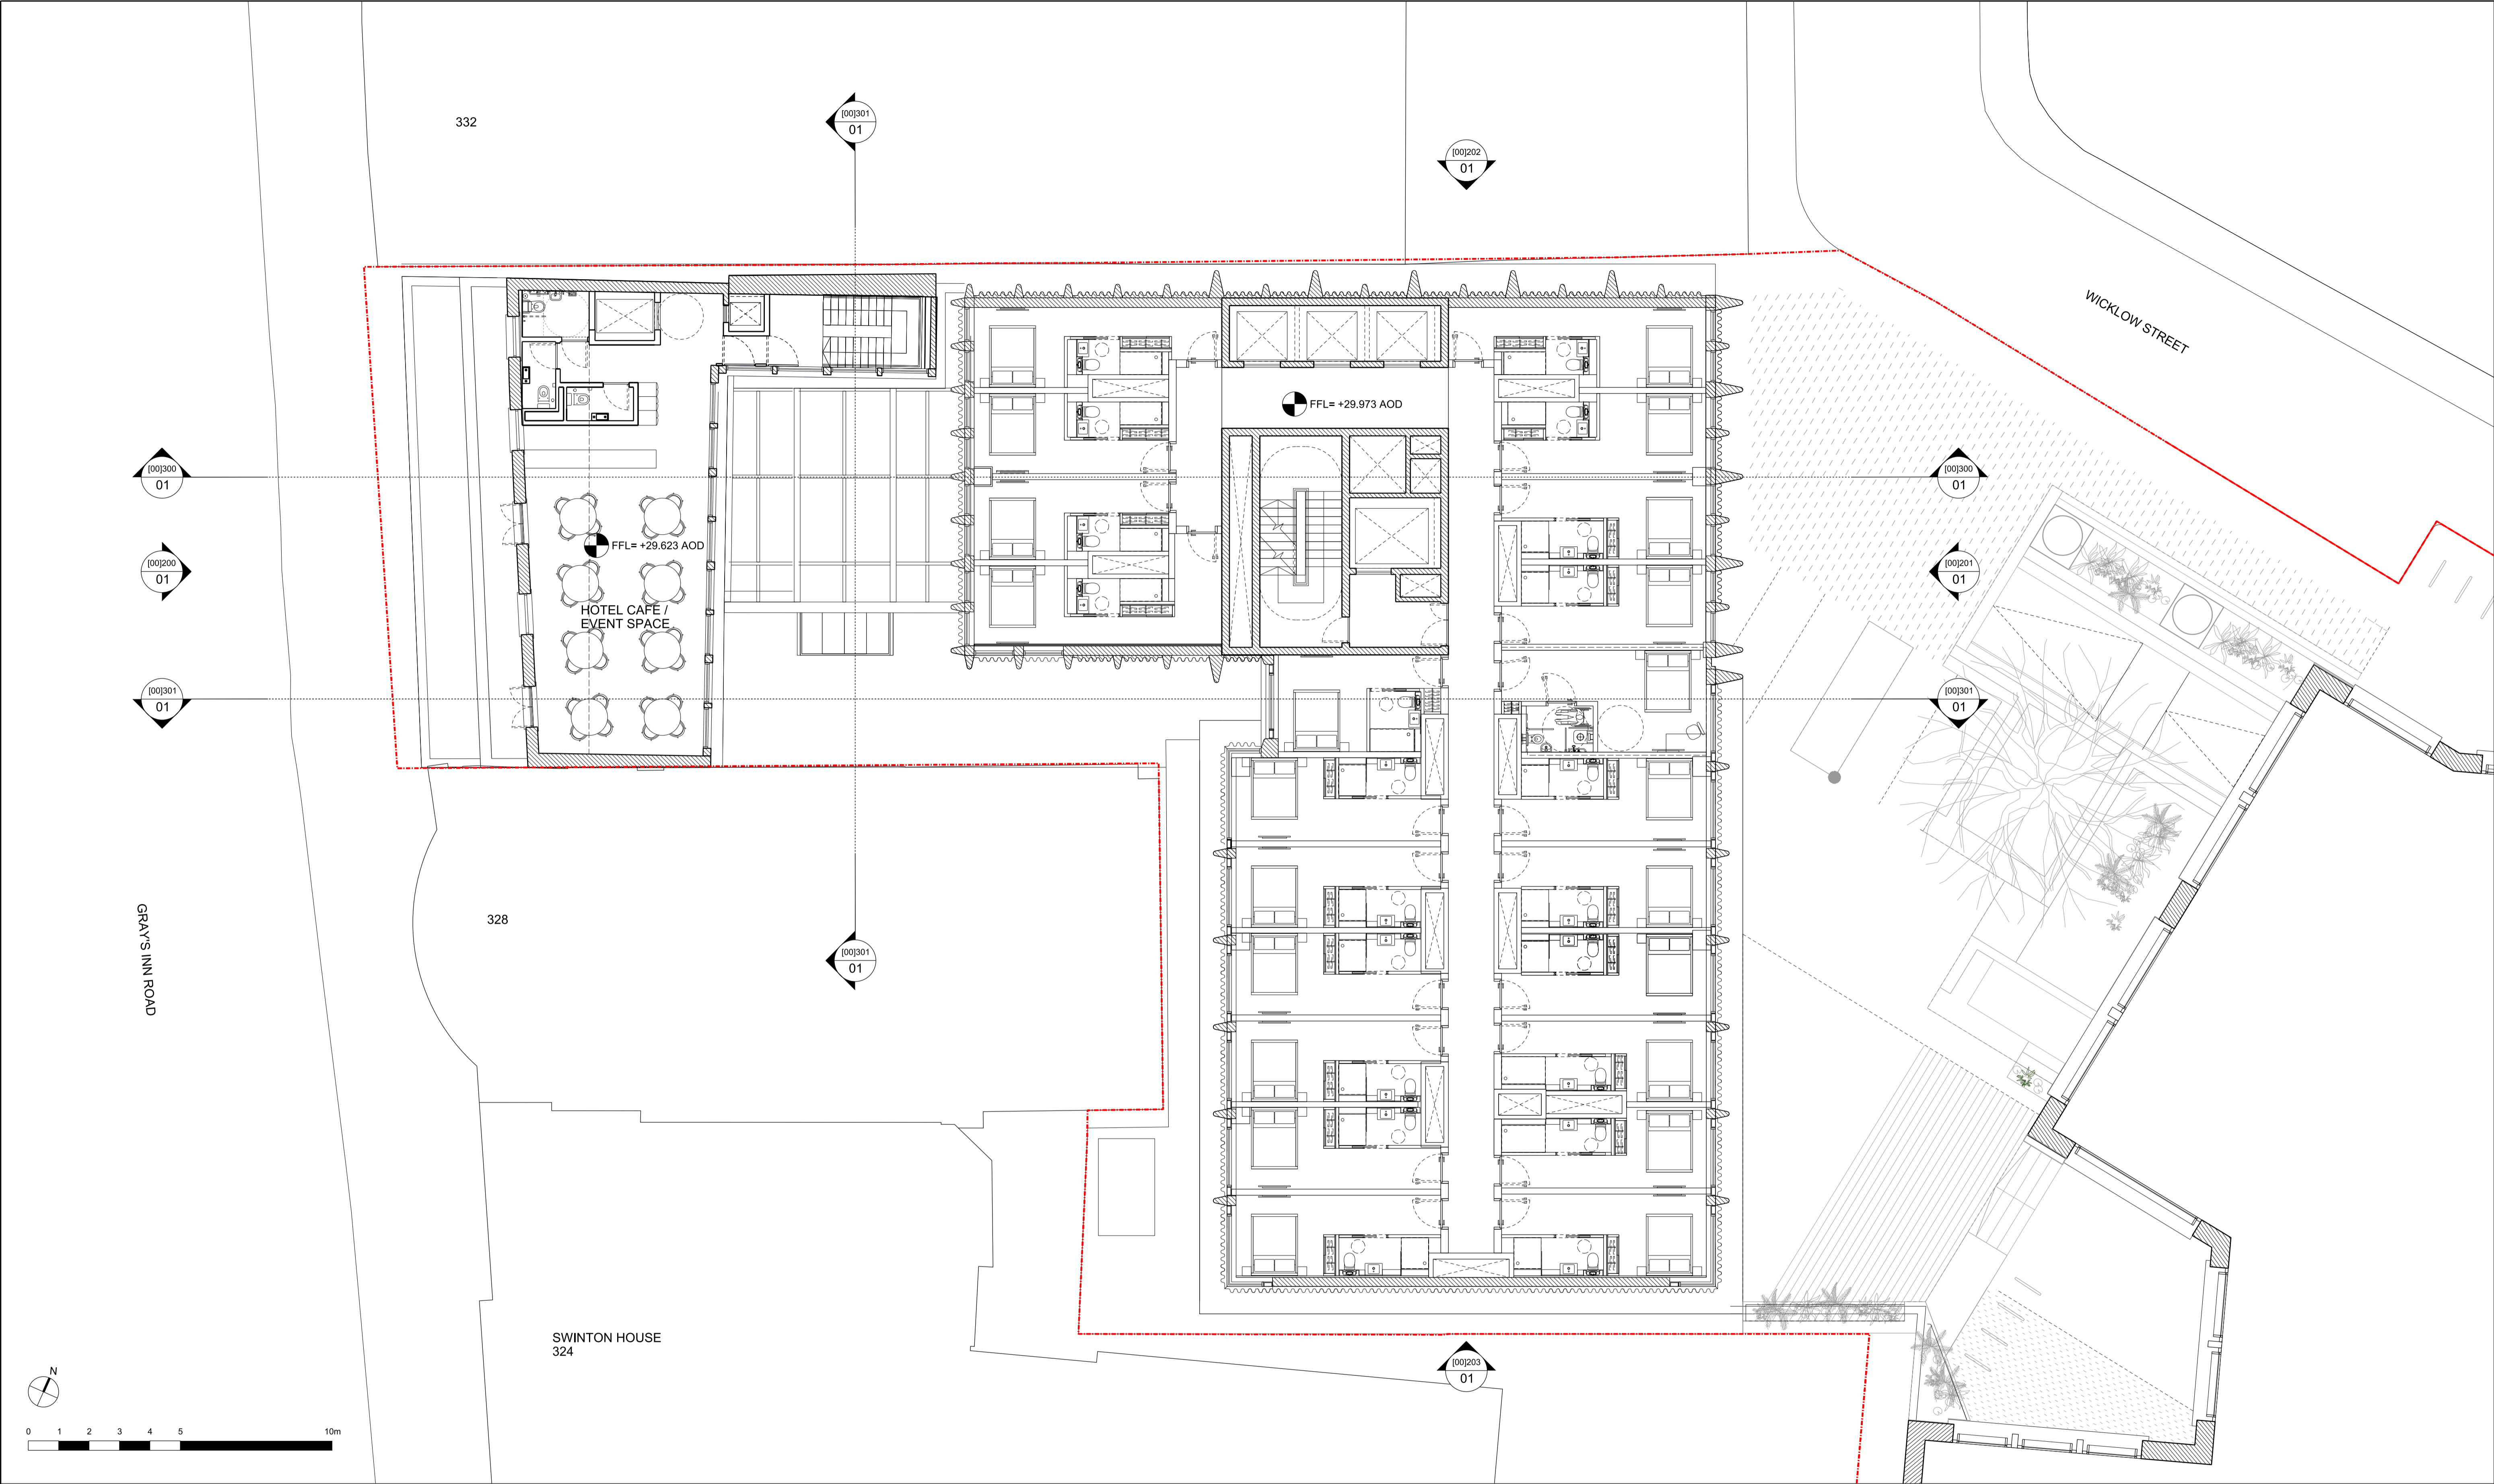 332
[00]301
01
[00]202
01
WICKLOW STREET
FFL= +29.973 AOD
[00]300
01
[00]300
01
FFL= +29.623 AOD
[00]200
01
[00]201
01
HOTEL CAFE /
EVENT SPACE
[00]301
01
[00]301
01
GRAY'S INN ROAD
328
[00]301
01
SWINTON HOUSE
324
[00]203
01
N
0 1 2 3 4 5 10m